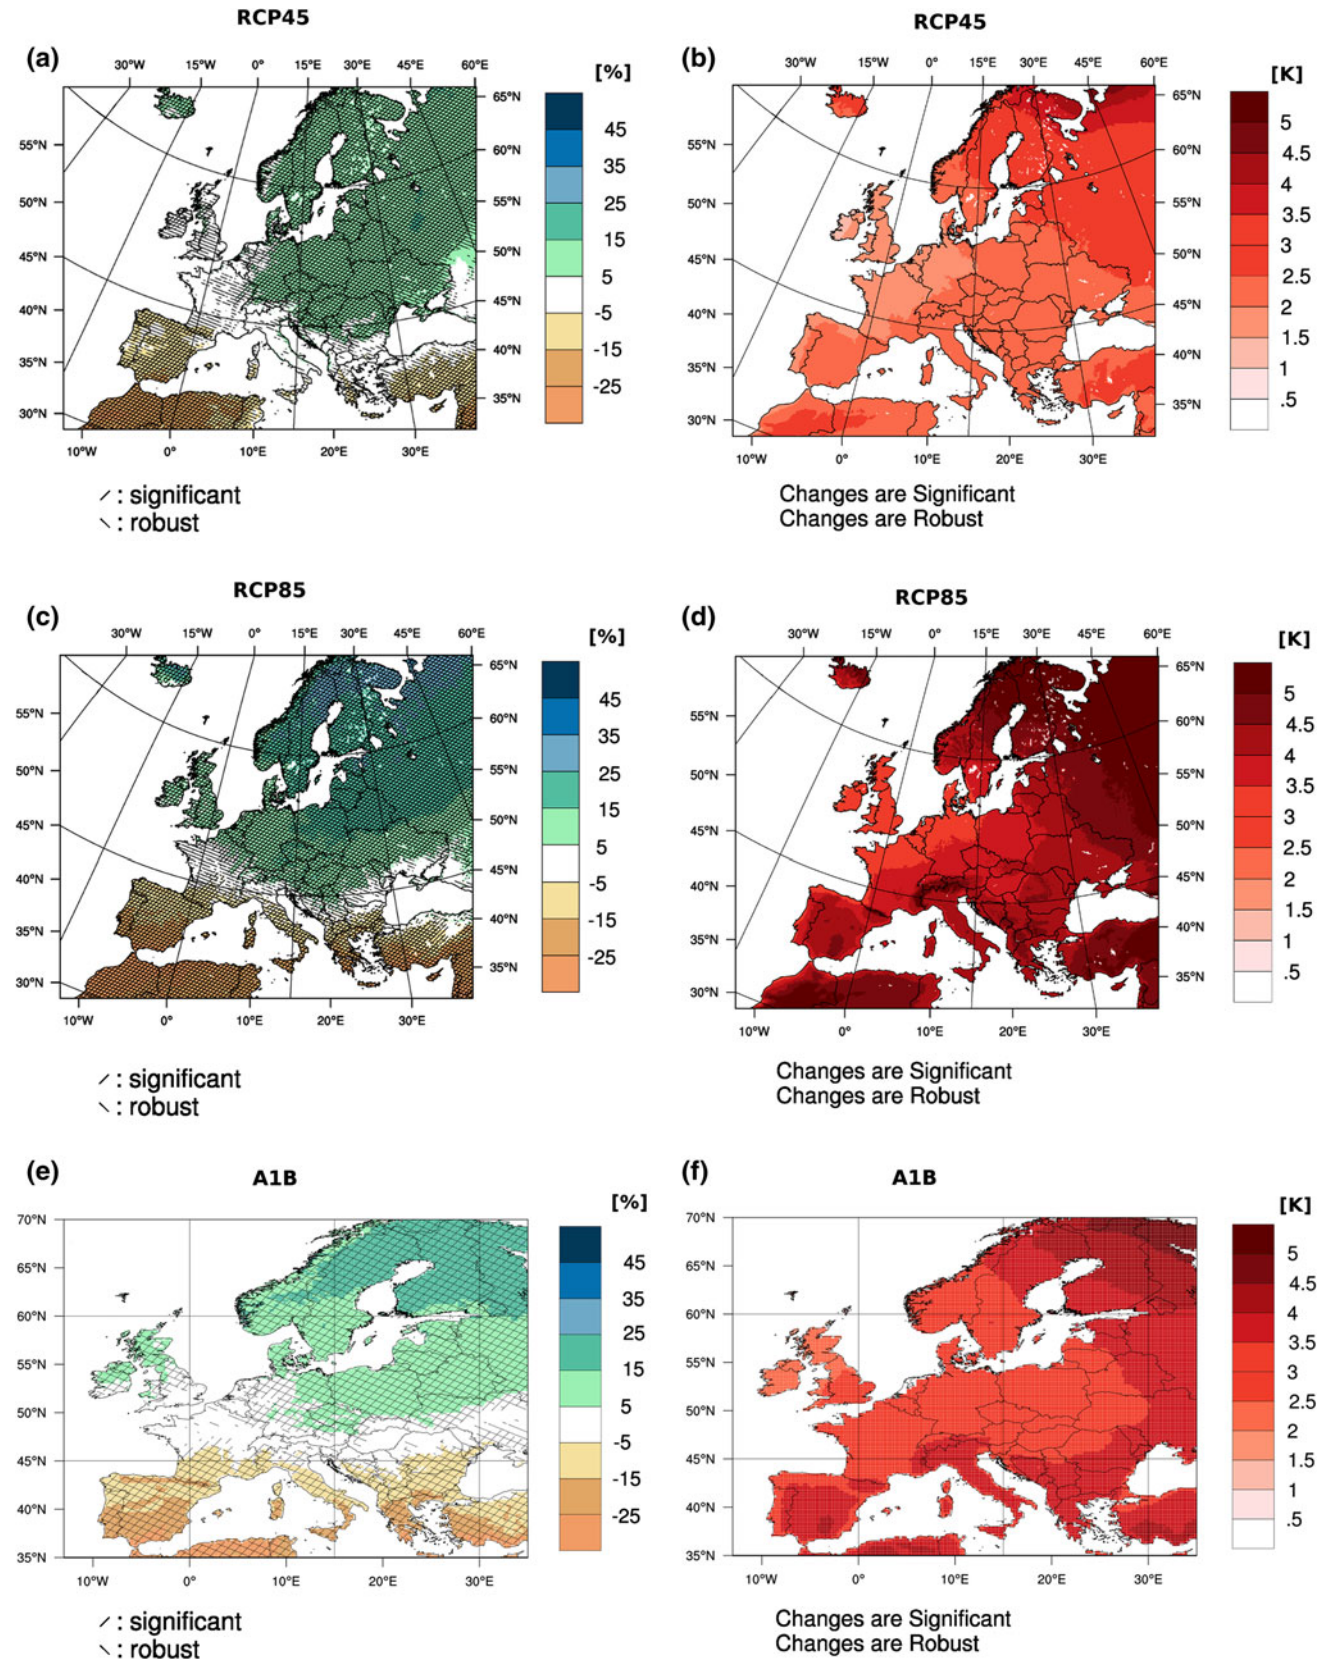 RCP45
(a)
30°W 15°W 0° 15°E 30°E 45°E 60°E
[%]
65°N
60°N
55°N
50°N
45°N
40°N
35°N
55°N
50°N
45°N
40°N
35°N
30°N
10°W 0° 10°E 20°E 30°E
45
35
25
15
5
-5
-15
-25
⁄ : significant
\ : robust
RCP45
(b)
30°W 15°W 0° 15°E 30°E 45°E 60°E
[K]
65°N
60°N
55°N
50°N
45°N
40°N
35°N
55°N
50°N
45°N
40°N
35°N
30°N
10°W 0° 10°E 20°E 30°E
5
4.5
4
3.5
3
2.5
2
1.5
1
.5
Changes are Significant
Changes are Robust
RCP85
(c)
30°W 15°W 0° 15°E 30°E 45°E 60°E
[%]
65°N
60°N
55°N
50°N
45°N
40°N
35°N
55°N
50°N
45°N
40°N
35°N
30°N
10°W 0° 10°E 20°E 30°E
45
35
25
15
5
-5
-15
-25
⁄ : significant
\ : robust
RCP85
(d)
30°W 15°W 0° 15°E 30°E 45°E 60°E
[K]
65°N
60°N
55°N
50°N
45°N
40°N
35°N
55°N
50°N
45°N
40°N
35°N
30°N
10°W 0° 10°E 20°E 30°E
5
4.5
4
3.5
3
2.5
2
1.5
1
.5
Changes are Significant
Changes are Robust
(e)
A1B
[%]
70°N
65°N
60°N
55°N
50°N
45°N
40°N
35°N
10°W 0° 10°E 20°E 30°E
45
35
25
15
5
-5
-15
-25
⁄ : significant
\ : robust
(f)
A1B
[K]
70°N
65°N
60°N
55°N
50°N
45°N
40°N
35°N
10°W 0° 10°E 20°E 30°E
5
4.5
4
3.5
3
2.5
2
1.5
1
.5
Changes are Significant
Changes are Robust